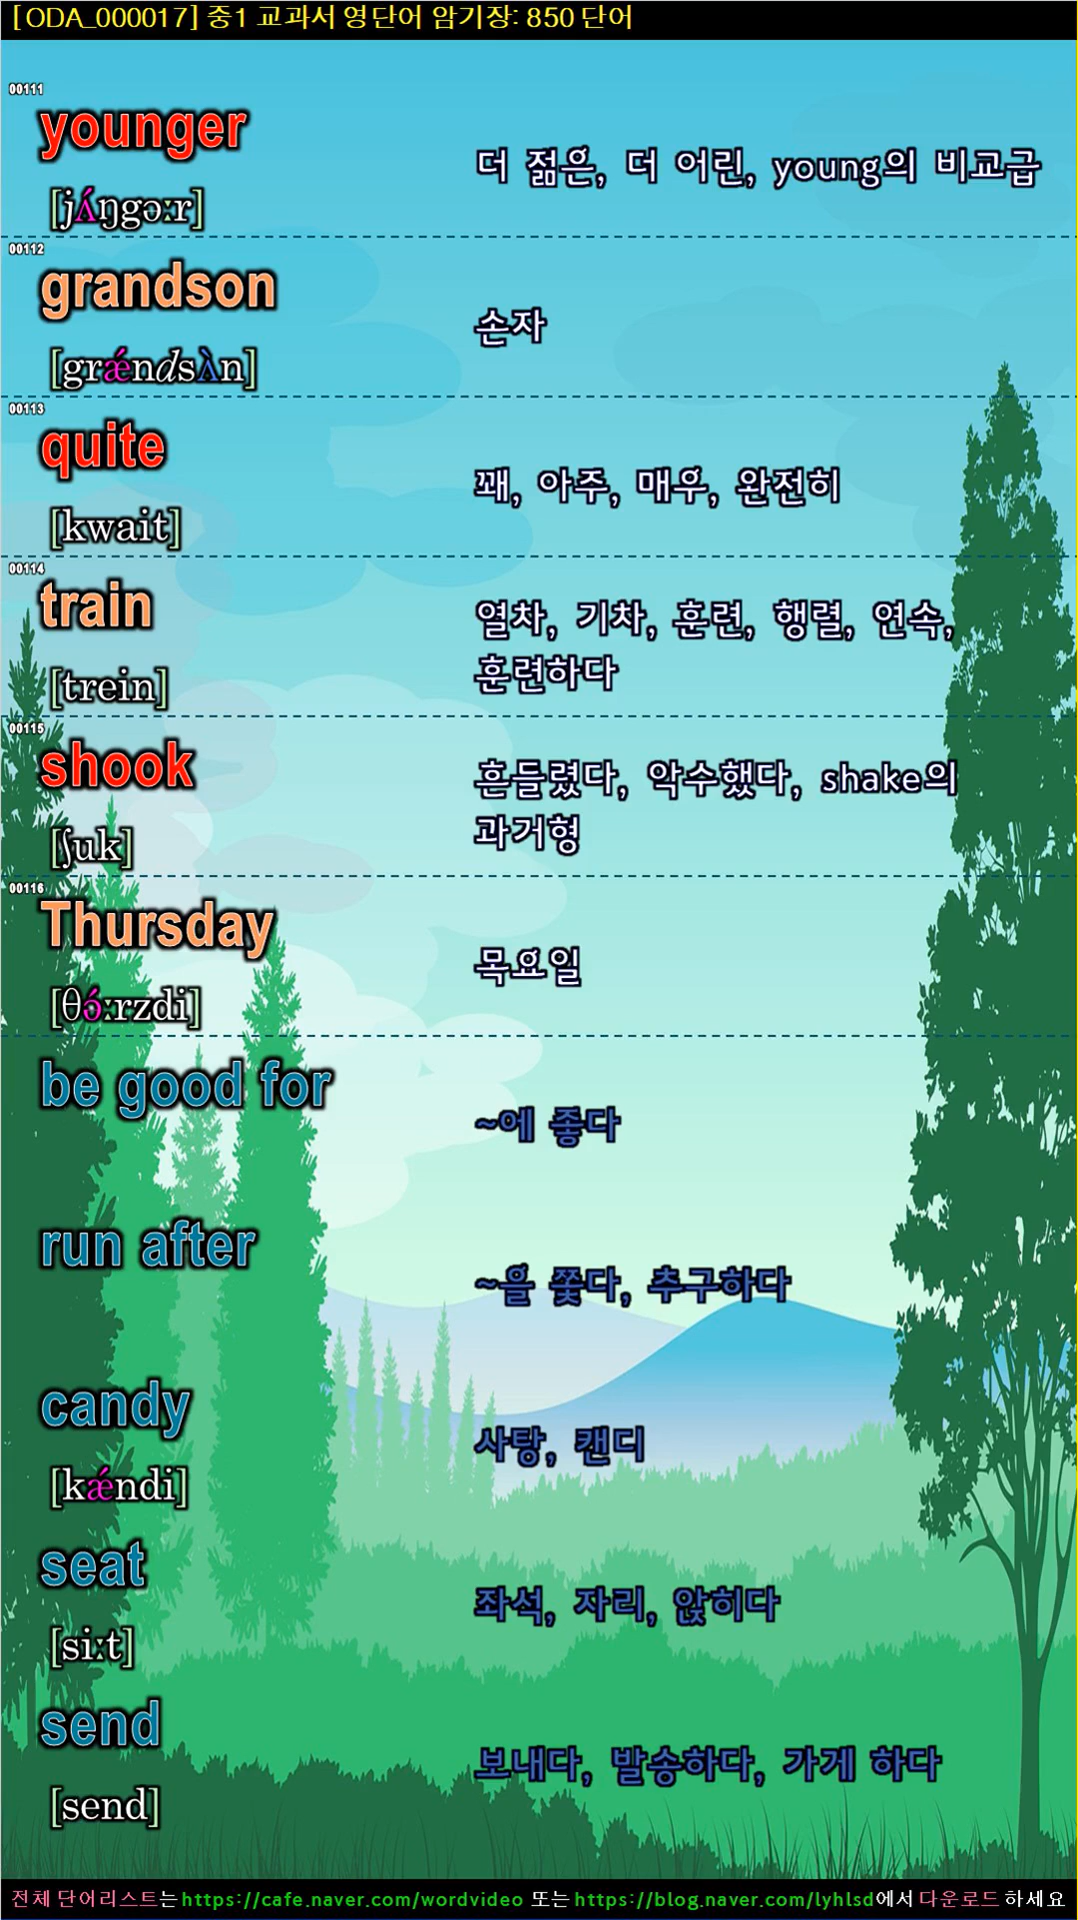 [ODA_000017] 중1 교과서 영단어 암기장: 850 단어
00111
younger
더 젊은, 더 어린, young의 비교급
[jʌ́ŋgəːr]
00112
grandson
손자
[grǽndsʌ̀n]
00113
quite
꽤, 아주, 매우, 완전히
[kwait]
00114
train
열차, 기차, 훈련, 행렬, 연속,
훈련하다
[trein]
00115
shook
흔들렸다, 악수했다, shake의
과거형
[ʃuk]
00116
Thursday
목요일
[θə́ːrzdi]
be good for
~에 좋다
run after
~을 쫓다, 추구하다
candy
사탕, 캔디
[kǽndi]
seat
좌석, 자리, 앉히다
[siːt]
send
보내다, 발송하다, 가게 하다
[send]
전체 단어리스트는 https://cafe.naver.com/wordvideo 또는 https://blog.naver.com/lyhlsd에서 다운로드 하세요